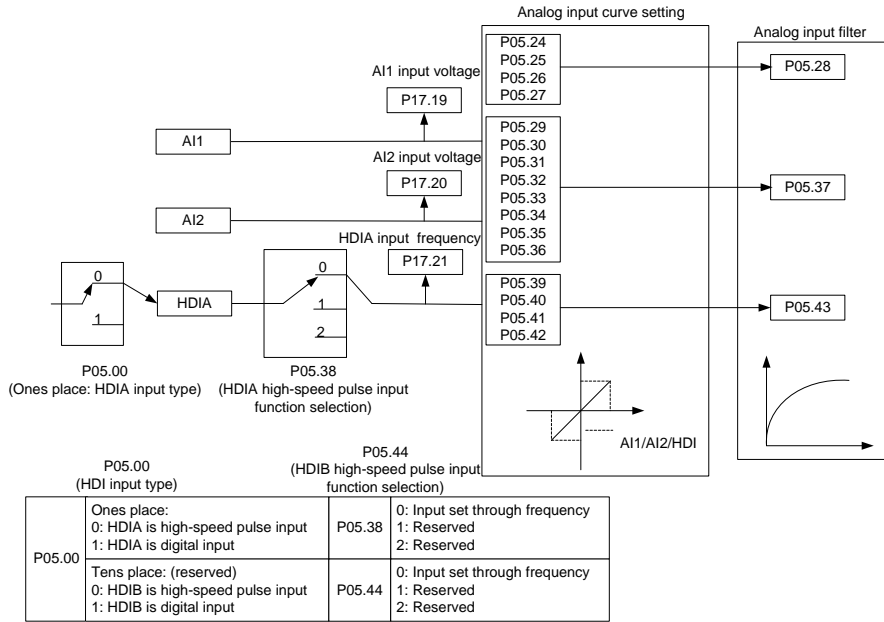 Analog input curve setting
Analog input filter
P05.24
P05.25
P05.26
P05.27
P05.28
AI1 input voltage
P17.19
AI1
P05.29
P05.30
P05.31
P05.32
P05.33
P05.34
P05.35
P05.36
P05.37
AI2 input voltage
P17.20
AI2
HDIA input frequency
P17.21
0
1
HDIA
0
1
2
P05.39
P05.40
P05.41
P05.42
P05.43
P05.00
(Ones place: HDIA input type)
P05.38
(HDIA high-speed pulse input
function selection)
AI1/AI2/HDI
P05.00
(HDI input type)
P05.44
(HDIB high-speed pulse input
function selection)
P05.00
Ones place:
0: HDIA is high-speed pulse input
1: HDIA is digital input
P05.38
0: Input set through frequency
1: Reserved
2: Reserved
Tens place: (reserved)
0: HDIB is high-speed pulse input
1: HDIB is digital input
P05.44
0: Input set through frequency
1: Reserved
2: Reserved